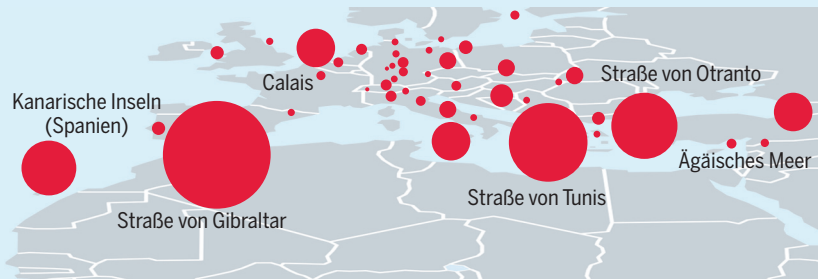 Calais
Straße von Otranto
Kanarische Inseln
(Spanien)
Ägäisches Meer
Straße von Tunis
Straße von Gibraltar